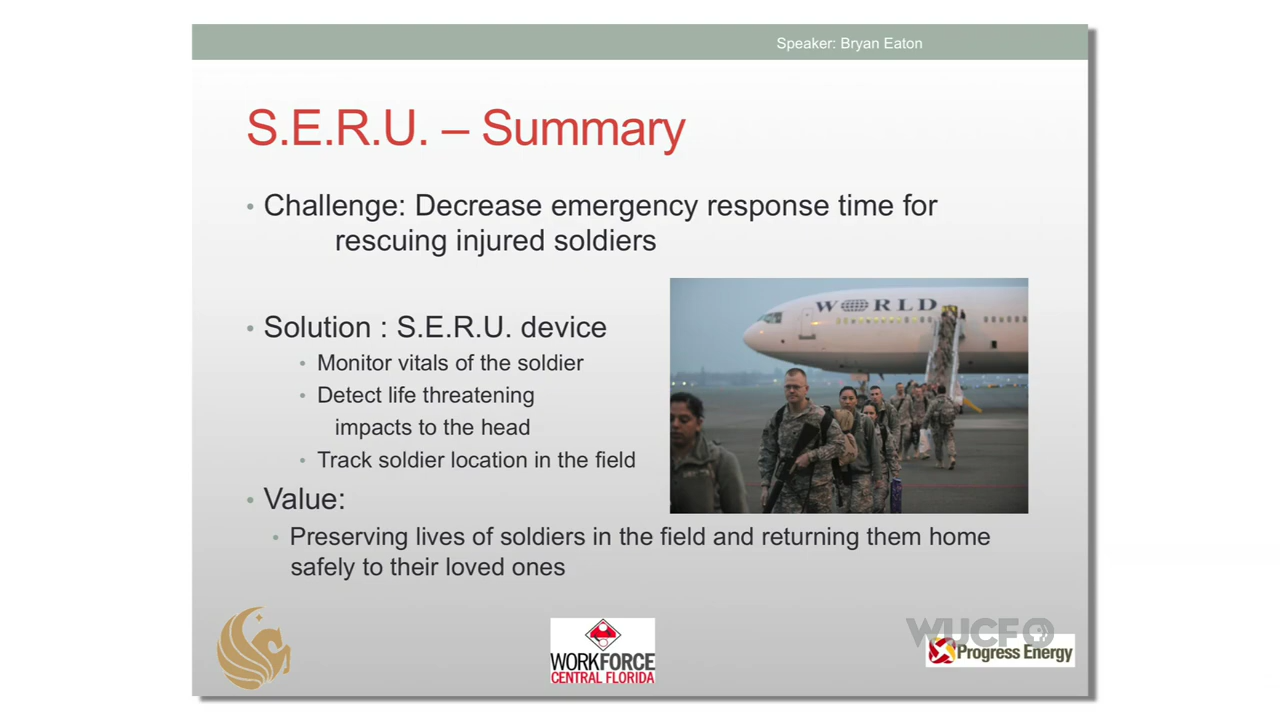 Speaker: Bryan Eaton
S.E.R.U. – Summary
• Challenge: Decrease emergency response time for
rescuing injured soldiers
• Solution : S.E.R.U. device
• Monitor vitals of the soldier
• Detect life threatening
impacts to the head
• Track soldier location in the field
• Value:
• Preserving lives of soldiers in the field and returning them home
safely to their loved ones
WORLD
WORKFORCE
CENTRAL FLORIDA
WUCF
Progress Energy